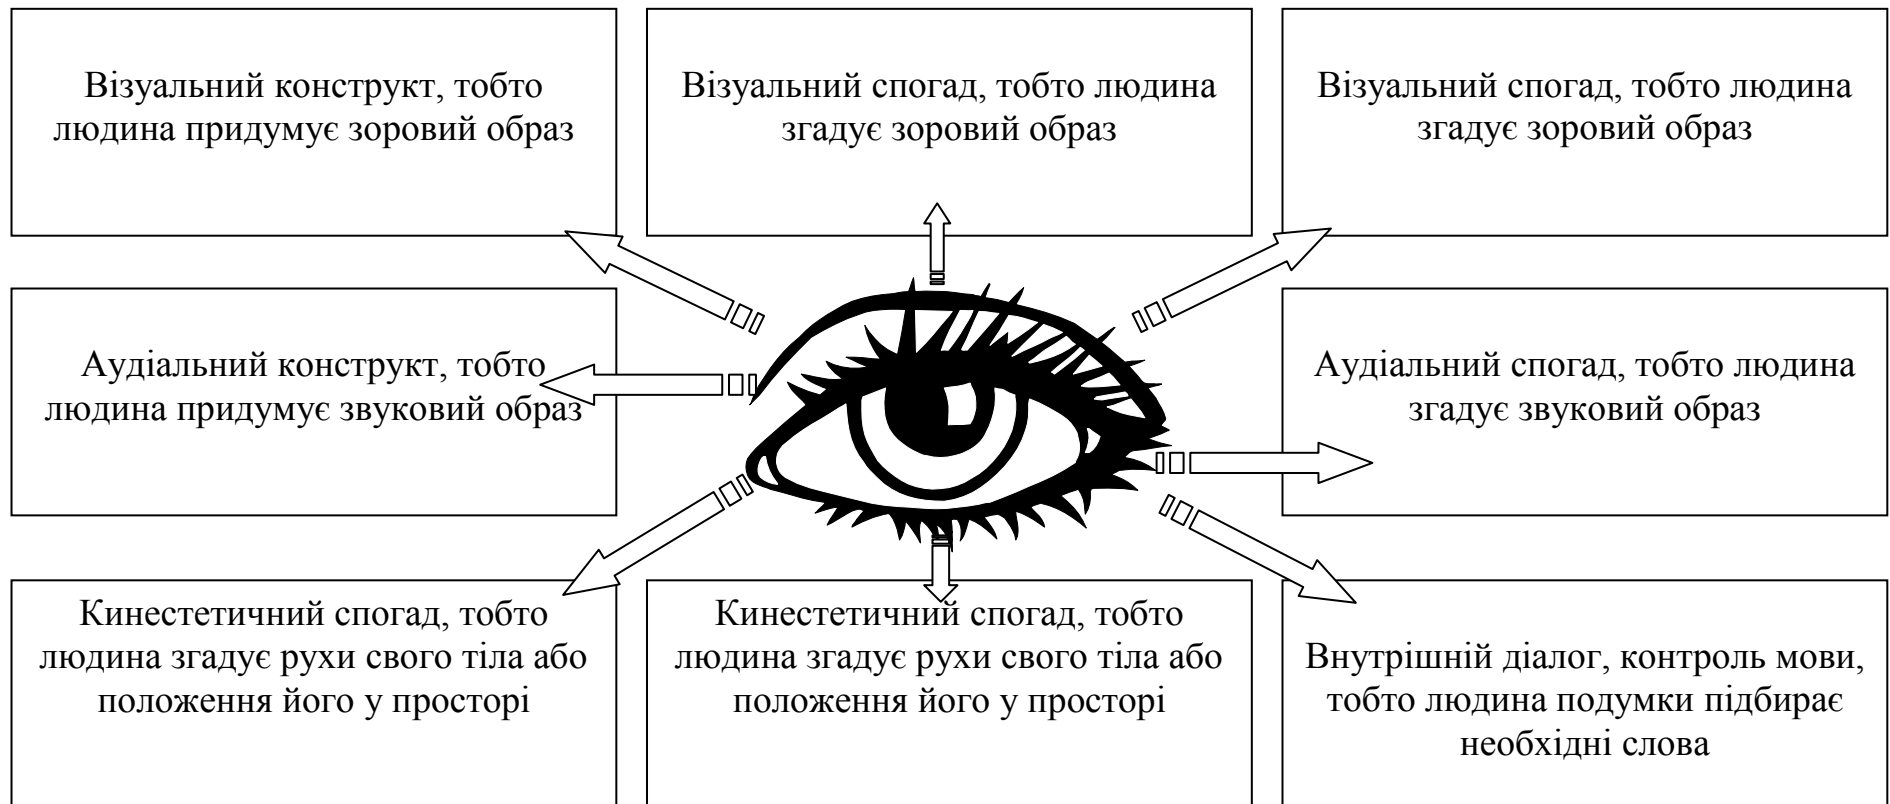 Візуальний конструкт, тобто
людина придумує зоровий образ
Візуальний спогад, тобто людина
згадує зоровий образ
Візуальний спогад, тобто людина
згадує зоровий образ
Аудіальний конструкт, тобто
людина придумує звуковий образ
Аудіальний спогад, тобто людина
згадує звуковий образ
Кинестетичний спогад, тобто
людина згадує рухи свого тіла або
положення його у просторі
Кинестетичний спогад, тобто
людина згадує рухи свого тіла або
положення його у просторі
Внутрішній діалог, контроль мови,
тобто людина подумки підбирає
необхідні слова